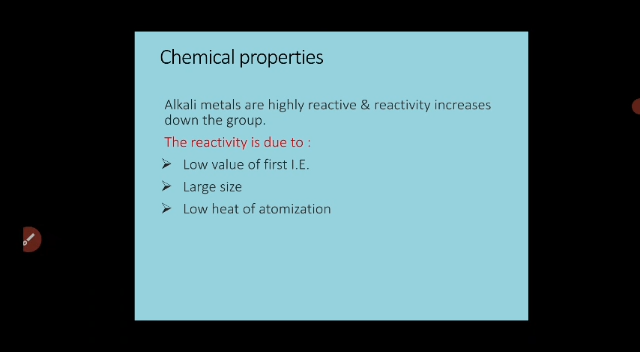 Chemical properties
Alkali metals are highly reactive & reactivity increases
down the group.
The reactivity is due to :
➢ Low value of first I.E.
➢ Large size
➢ Low heat of atomization